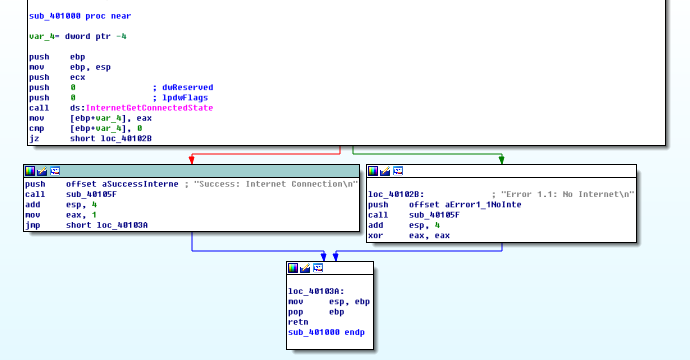 sub_401000 proc near
var_4= dword ptr -4
push ebp
mov ebp, esp
push ecx
push 0 ; dwReserved
push 0 ; lpdwFlags
call ds:InternetGetConnectedState
mov [ebp+var_4], eax
cmp [ebp+var_4], 0
jz short loc_40102B
push offset aSuccessInterne ; "Success: Internet Connection\n"
call sub_40105F
add esp, 4
mov eax, 1
jmp short loc_40103A
loc_40102B: ; "Error 1.1: No Internet\n"
push offset aError1_1NoInte
call sub_40105F
add esp, 4
xor eax, eax
loc_40103A:
mov esp, ebp
pop ebp
retn
sub_401000 endp